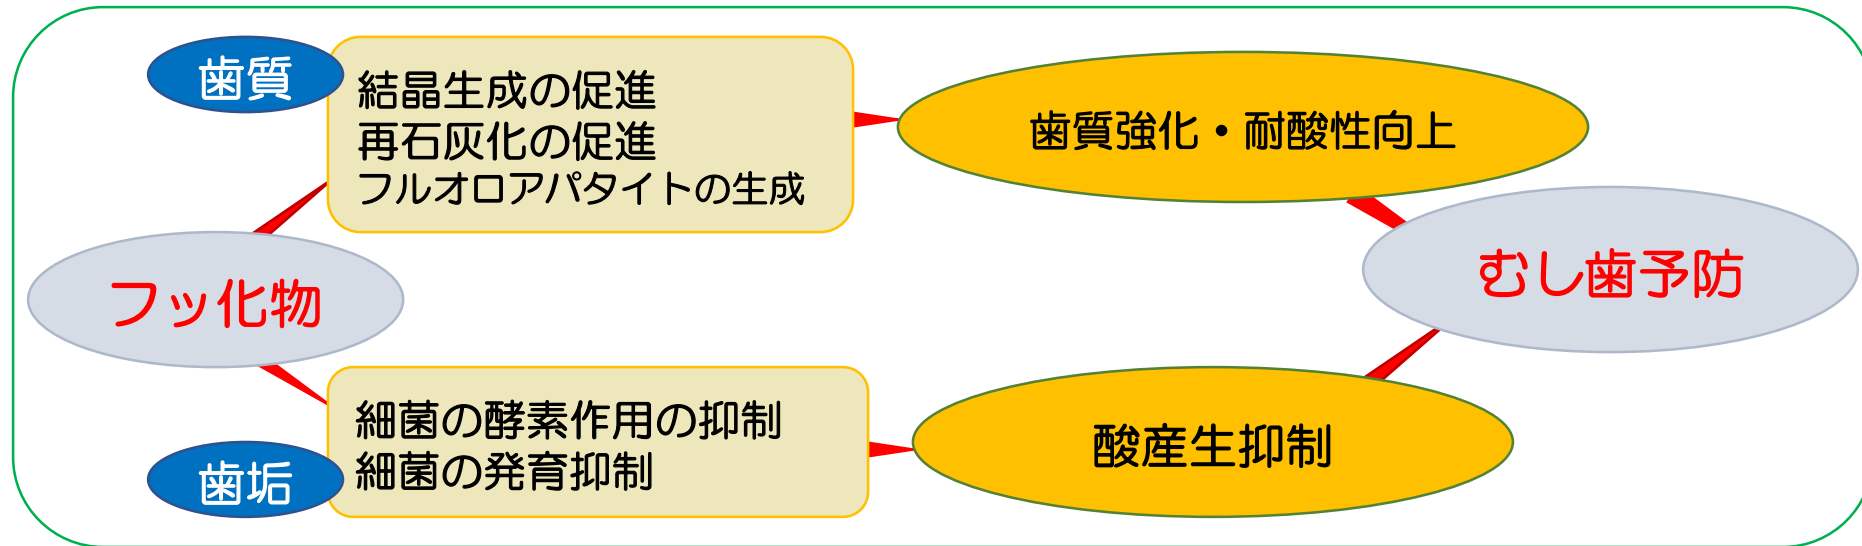 歯質
結晶生成の促進
再石灰化の促進
フルオロアパタイトの生成
歯質強化・耐酸性向上
フッ化物
むし歯予防
歯垢
細菌の酵素作用の抑制
細菌の発育抑制
酸産生抑制